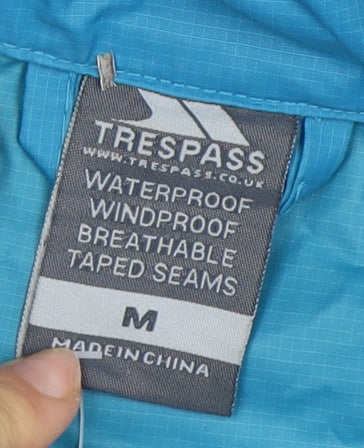 TRESPASS
WWW.TRESPASS.CO.UK
WATERPROOF
WINDPROOF
BREATHABLE
TAPED SEAMS
M
MADE IN CHINA